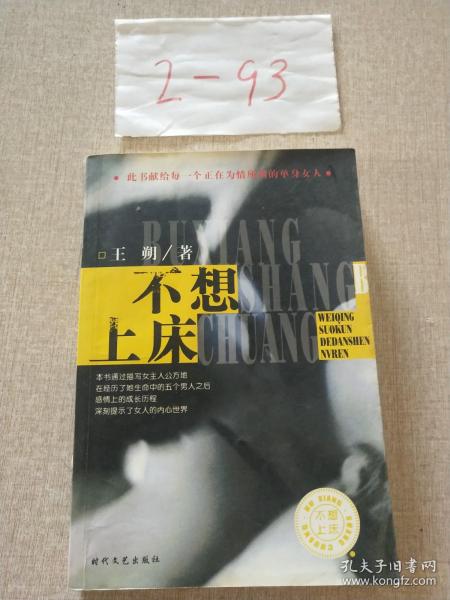 2-93
此书献给每一个正在为情所困的单身女人
BUXIANG
SHANG
CHUANG
王 朔/著
不想
上床
B
WEIQING
SUOKUN
DEDANSHEN
NVREN
本书通过描写女主人公方地
在经历了她生命中的五个男人之后
感情上的成长历程
深刻提示了女人的内心世界
不想
上床
时代文艺出版社
孔夫子旧书网
www.kongfz.com